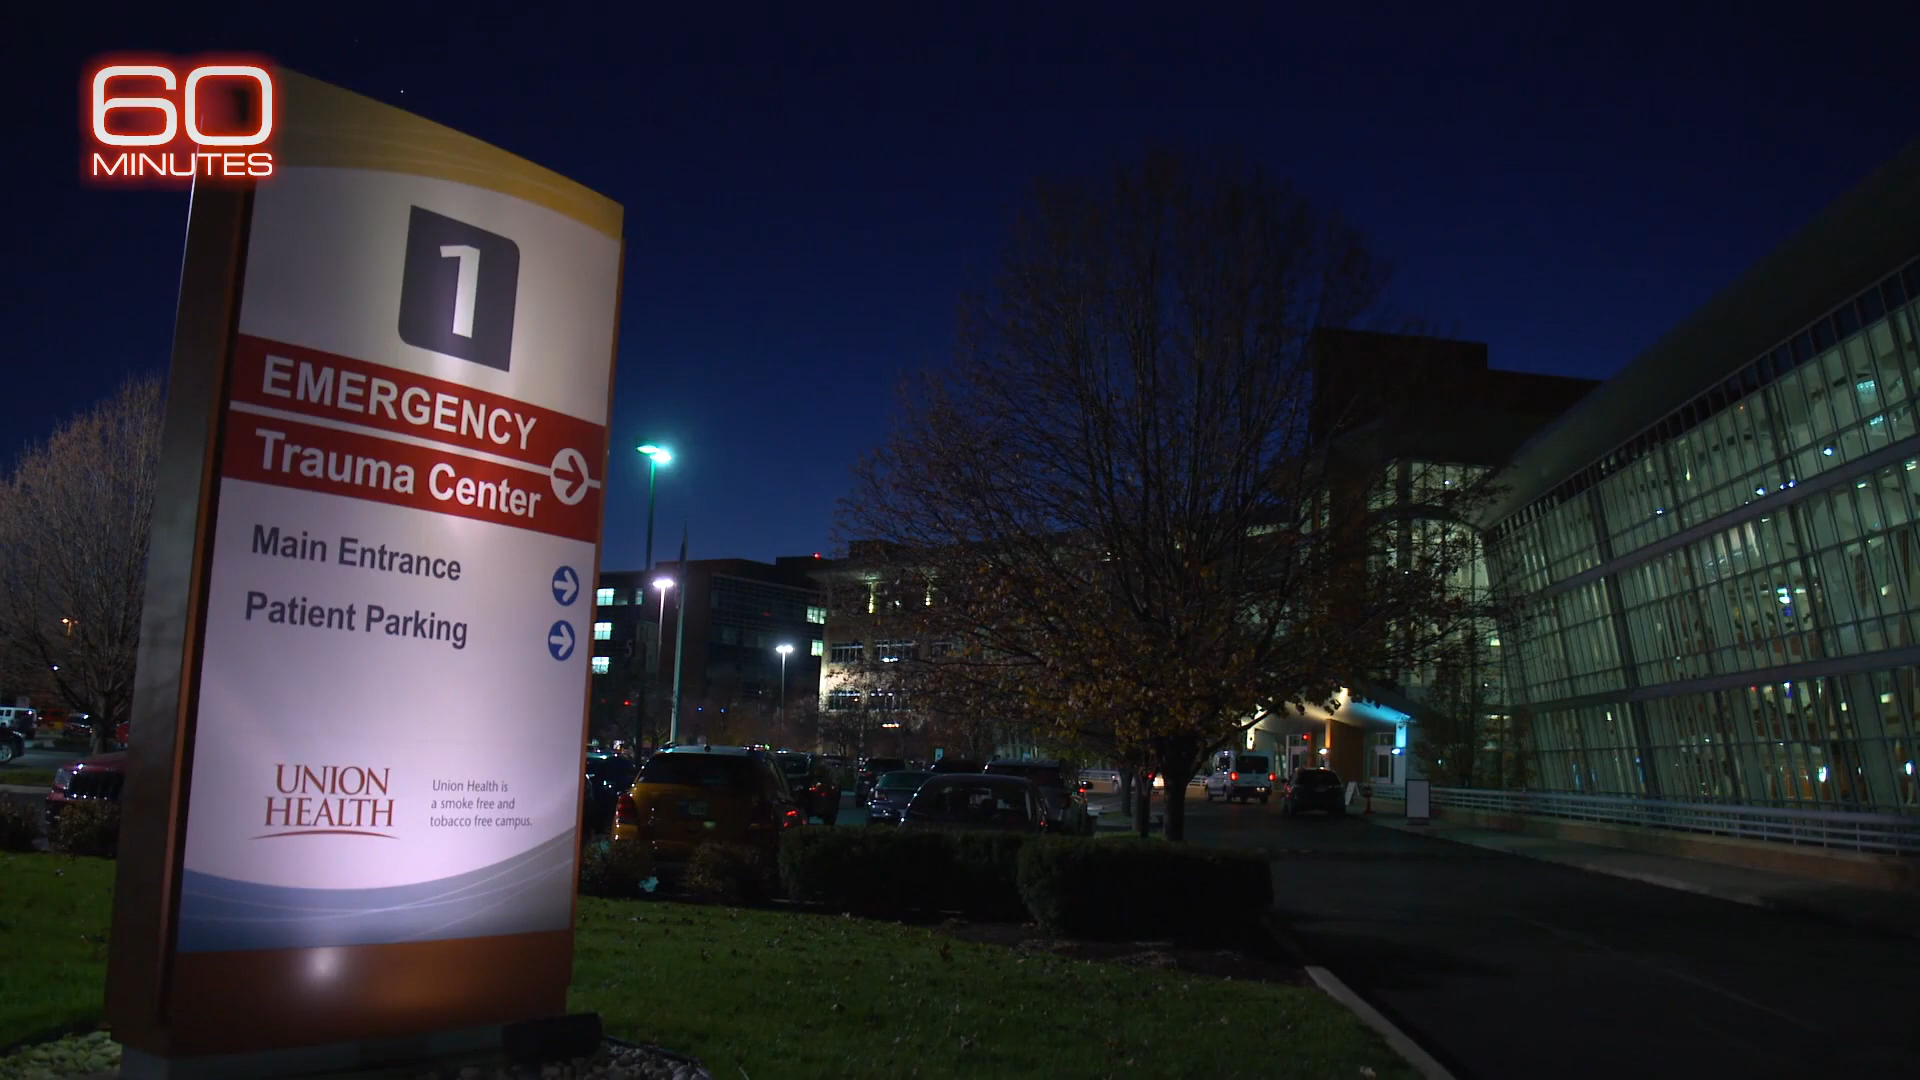 60
MINUTES
1
EMERGENCY
Trauma Center
Main Entrance
Patient Parking
UNION
HEALTH
Union Health is
a smoke free and
tobacco free campus.